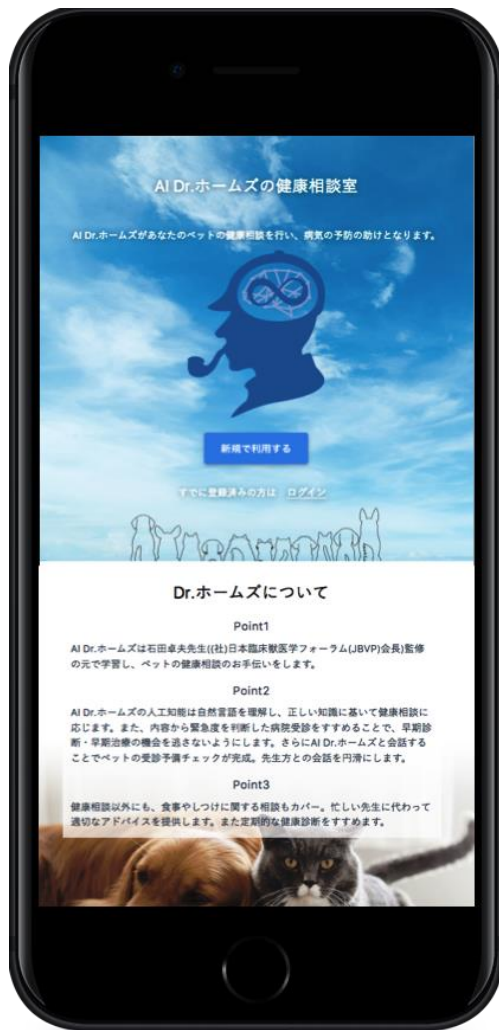 AI Dr.ホームズの健康相談室
AI Dr.ホームズがあなたのペットの健康相談を行い、病気の予防の助けとなります。
新規で利用する
すでに登録済みの方は ログイン
Dr.ホームズについて
Point1
AI Dr.ホームズは石田卓夫先生((社)日本臨床獣医学フォーラム(JBVP)会長)監修
の元で学習し、ペットの健康相談のお手伝いをします。
Point2
AI Dr.ホームズの人工知能は自然言語を理解し、正しい知識に基いて健康相談に
応じます。また、内容から緊急度を判断した病院受診をすすめることで、早期診
断・早期治療の機会を逃さないようにします。さらにAI Dr.ホームズと会話する
ことでペットの受診予備チェックが完成。先生方との会話を円滑にします。
Point3
健康相談以外にも、食事やしつけに関する相談もカバー。忙しい先生に代わって
適切なアドバイスを提供します。また定期的な健康診断をすすめます。